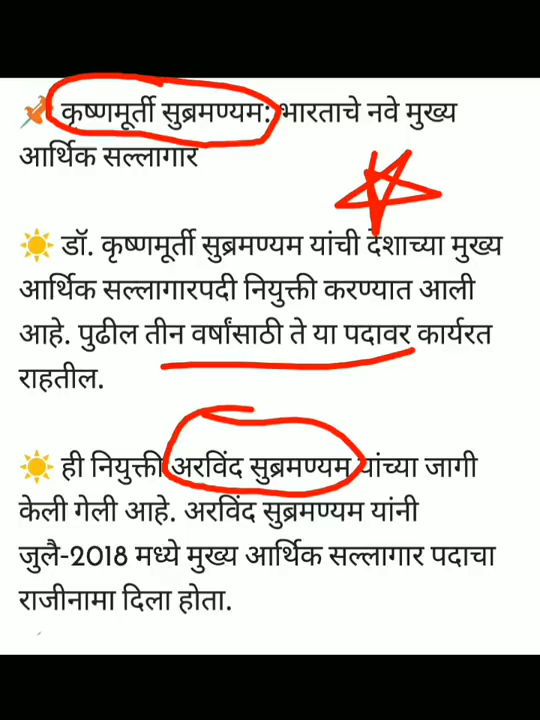 कृष्णमूर्ती सुब्रमण्यम: भारताचे नवे मुख्य
आर्थिक सल्लागार
डॉ. कृष्णमूर्ती सुब्रमण्यम यांची देशाच्या मुख्य
आर्थिक सल्लागारपदी नियुक्ती करण्यात आली
आहे. पुढील तीन वर्षांसाठी ते या पदावर कार्यरत
राहतील.
ही नियुक्ती अरविंद सुब्रमण्यम यांच्या जागी
केली गेली आहे. अरविंद सुब्रमण्यम यांनी
जुलै-2018 मध्ये मुख्य आर्थिक सल्लागार पदाचा
राजीनामा दिला होता.